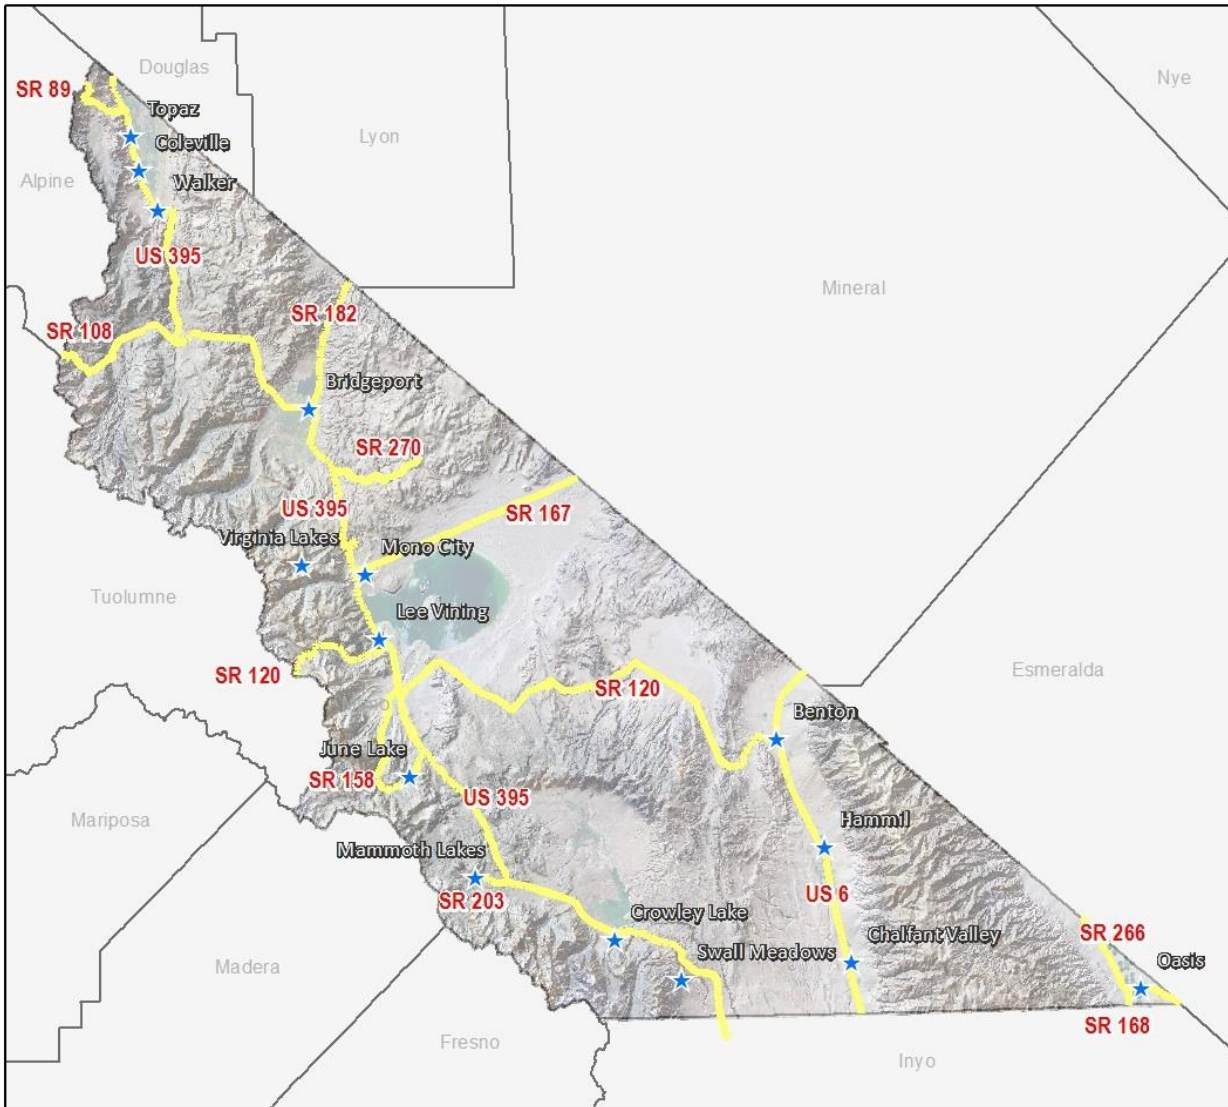 Douglas
Nye
SR 89
Topaz
Lyon
Coleville
Alpine
Walker
US 395
Mineral
SR 182
SR 108
Bridgeport
SR 270
US 395
SR 167
Virginia Lakes
Mono City
Tuolumne
Lee Vining
Esmeralda
SR 120
SR 120
Benton
June Lake
SR 158
US 395
Mariposa
Hammil
Mammoth Lakes
SR 203
US 6
Crowley Lake
SR 266
Chalfant Valley
Swall Meadows
Oasis
Madera
SR 168
Fresno
Inyo